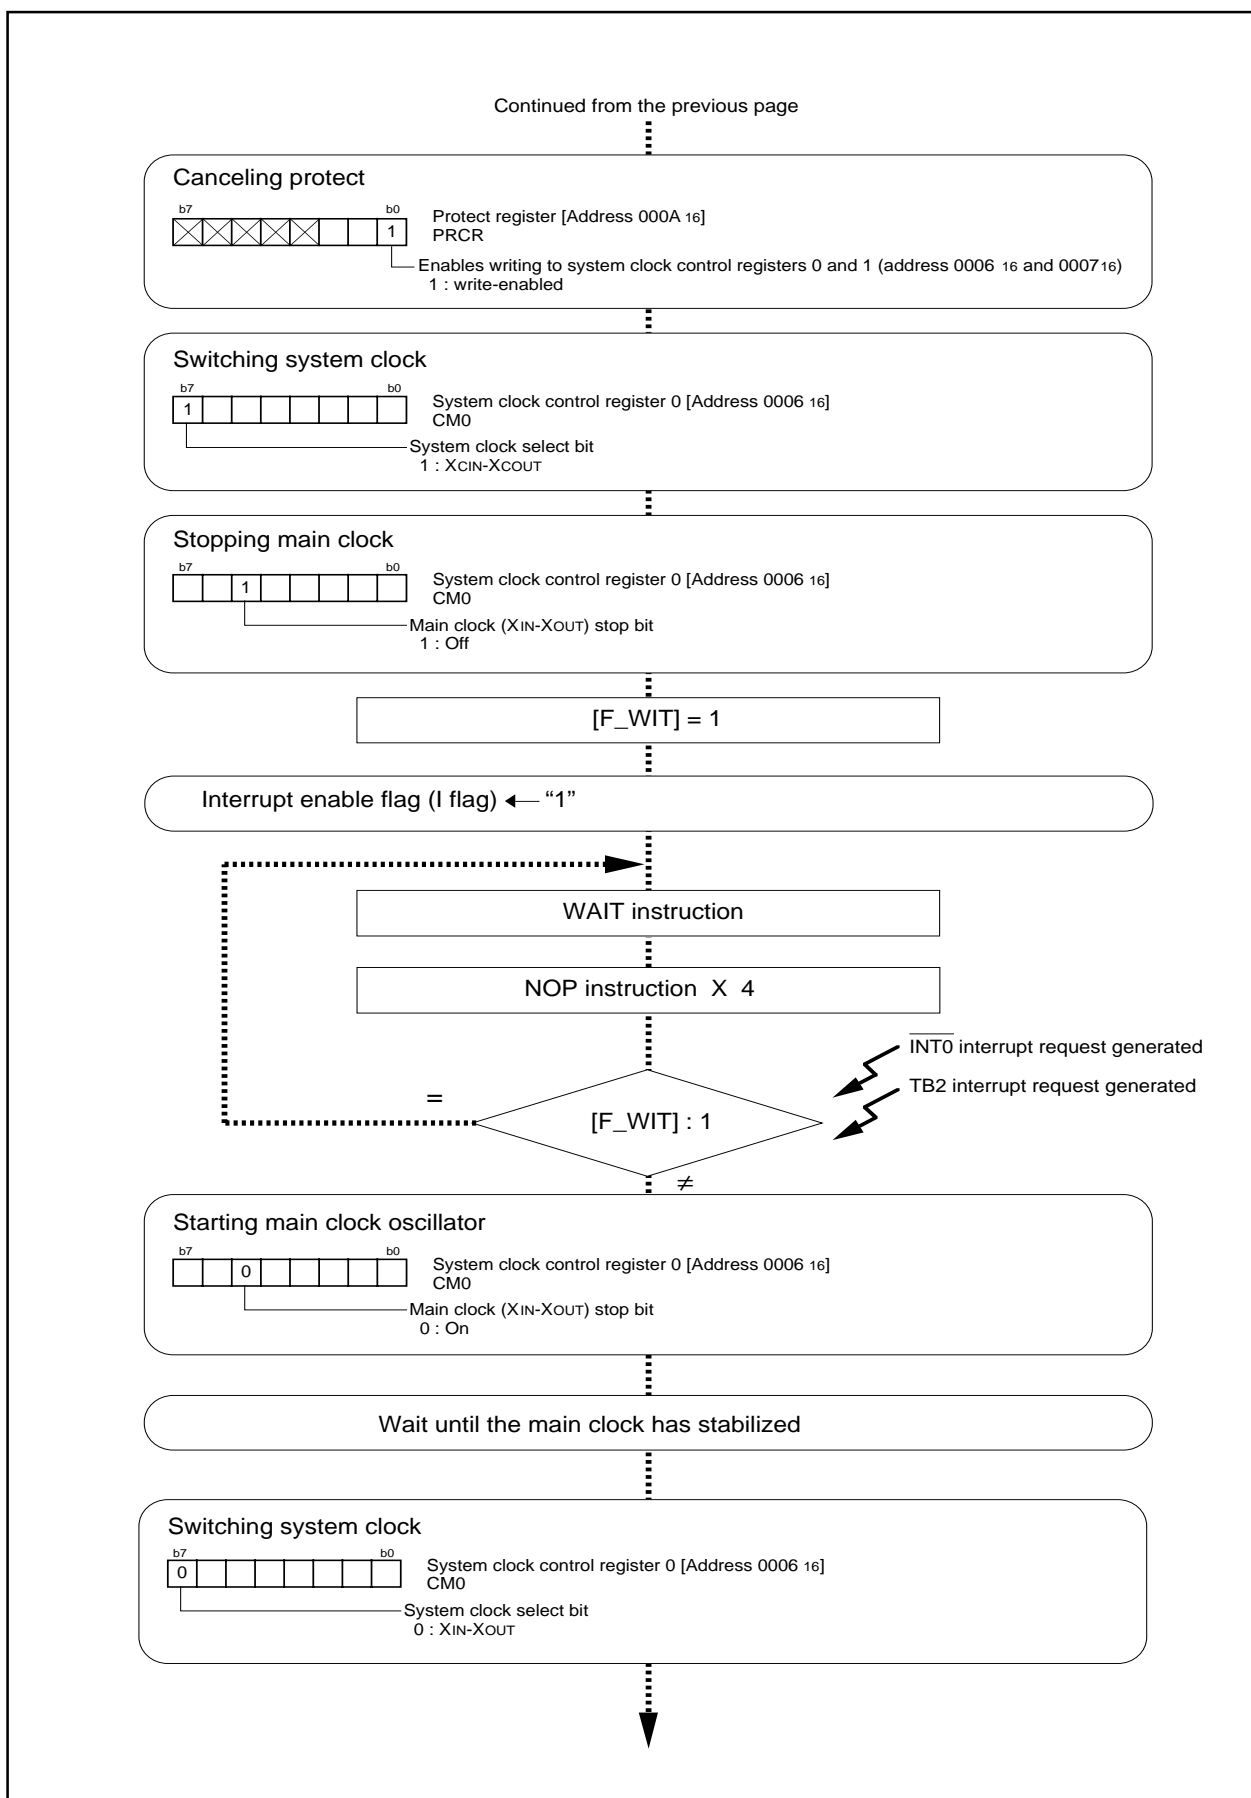 Continued from the previous page
Canceling protect
b7 b0
1
Protect register [Address 000A 16]
PRCR
Enables writing to system clock control registers 0 and 1 (address 0006 16 and 000716)
1 : write-enabled
Switching system clock
b7 b0
1
System clock control register 0 [Address 0006 16]
CM0
System clock select bit
1 : XCIN-XCOUT
Stopping main clock
b7 b0
1
System clock control register 0 [Address 0006 16]
CM0
Main clock (XIN-XOUT) stop bit
1 : Off
[F_WIT] = 1
Interrupt enable flag (I flag) ← “1”
WAIT instruction
NOP instruction X 4
INT0 interrupt request generated
TB2 interrupt request generated
=
[F_WIT] : 1
≠
Starting main clock oscillator
b7 b0
0
System clock control register 0 [Address 0006 16]
CM0
Main clock (XIN-XOUT) stop bit
0 : On
Wait until the main clock has stabilized
Switching system clock
b7 b0
0
System clock control register 0 [Address 0006 16]
CM0
System clock select bit
0 : XIN-XOUT